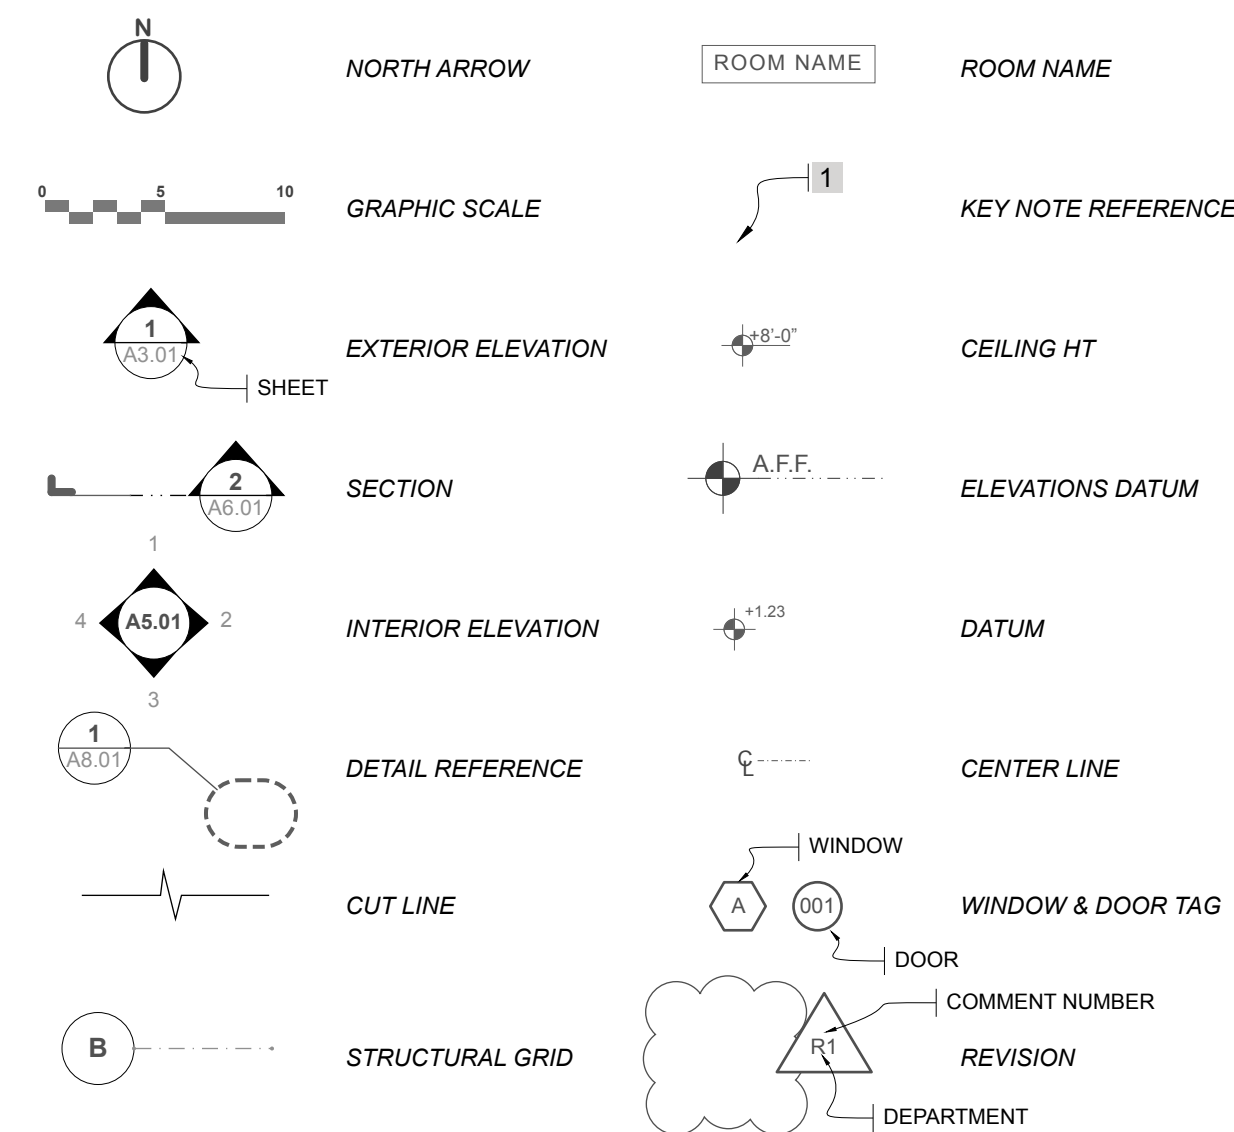 N
NORTH ARROW
ROOM NAME
ROOM NAME
0 5 10
GRAPHIC SCALE
1
KEY NOTE REFERENCE
1
A3.01
SHEET
EXTERIOR ELEVATION
+8'-0”
CEILING HT
2
A6.01
SECTION
A.F.F.
ELEVATIONS DATUM
1
4 A5.01 2
3
INTERIOR ELEVATION
+1.23
DATUM
1
A8.01
DETAIL REFERENCE
CL
CENTER LINE
CUT LINE
WINDOW
A 001
DOOR
WINDOW & DOOR TAG
B
STRUCTURAL GRID
COMMENT NUMBER
R1
DEPARTMENT
REVISION